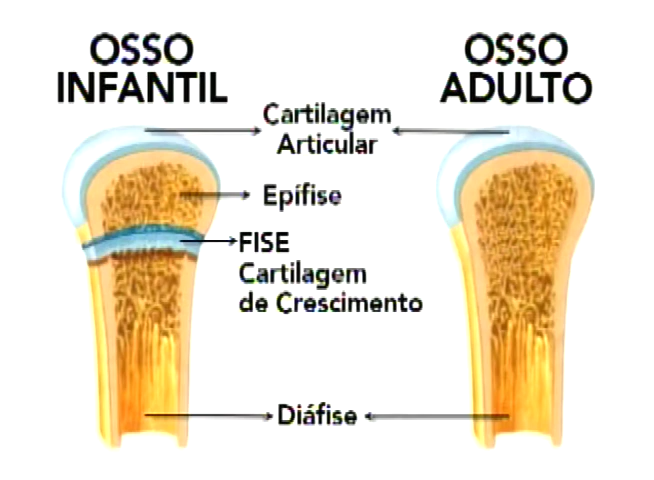 OSSO
INFANTIL
OSSO
ADULTO
Cartilagem
Articular
Epífise
FISE
Cartilagem
de Crescimento
Diáfise